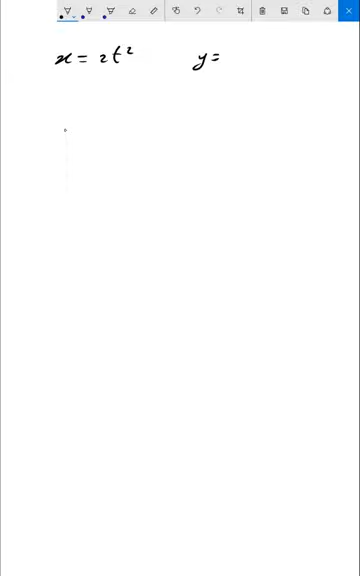 x = 2t² y =